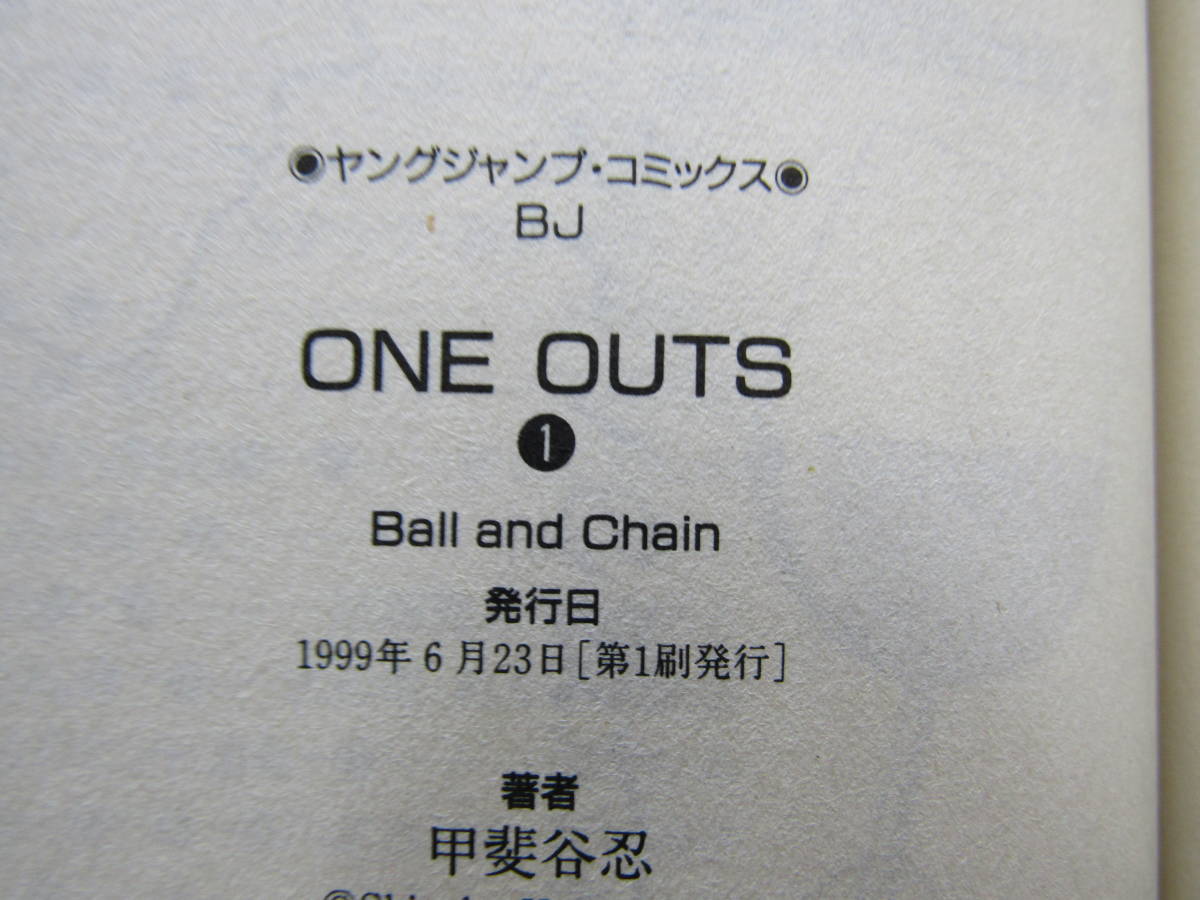 ◉ヤングジャンプ・コミックス◉
BJ
ONE OUTS
❶
Ball and Chain
発行日
1999年6月23日[第1刷発行]
著者
甲斐谷忍